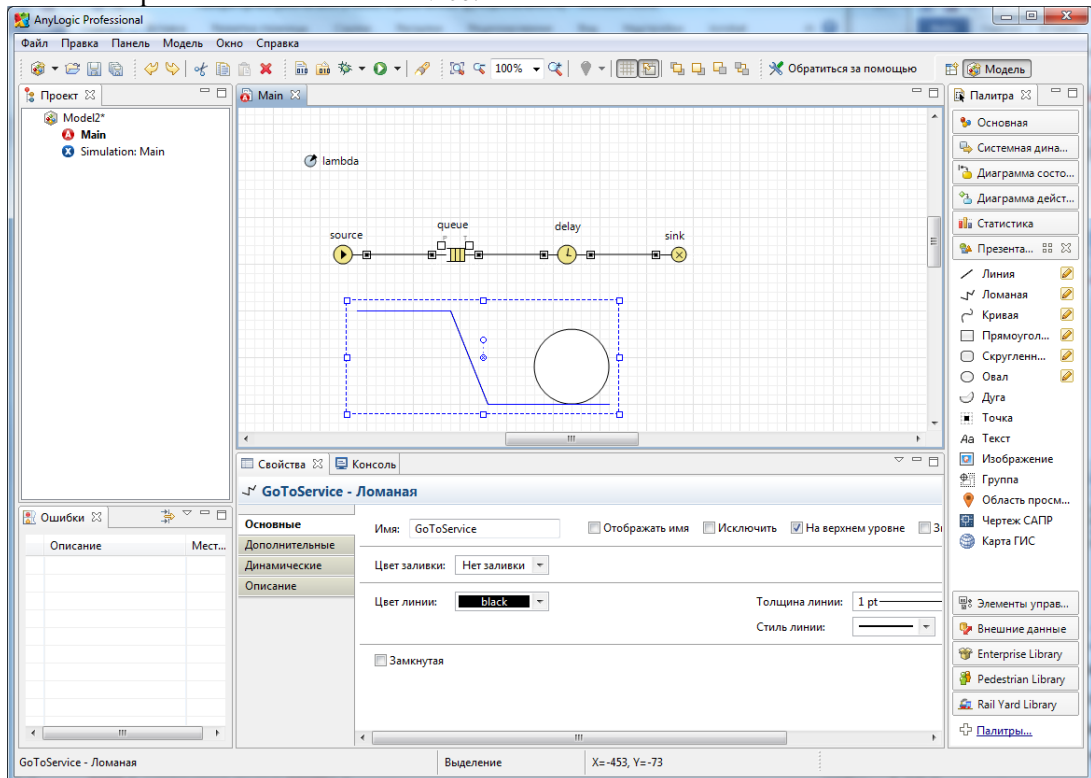 AnyLogic Professional
Файл Правка Панель Модель Окно Справка
100% Обратиться за помощью Модель
Проект
Model2*
Main
Simulation: Main
Main
lambda
source
queue
delay
sink
Палитра
Основная
Системная дина...
Диаграмма состо...
Диаграмма дейст...
Статистика
Презента...
Линия
Ломаная
Кривая
Прямоугол...
Скругленн...
Овал
Дуга
Точка
Aa Текст
Изображение
Группа
Область просм...
Чертеж САПР
Карта ГИС
Элементы управ...
Внешние данные
Enterprise Library
Pedestrian Library
Rail Yard Library
Палитры...
Ошибки
Описание Мест...
Свойства Консоль
GoToService - Ломаная
Основные
Дополнительные
Динамические
Описание
Имя: GoToService Отображать имя Исключить На верхнем уровне
Цвет заливки: Нет заливки
Цвет линии: black Толщина линии: 1 pt
Стиль линии:
Замкнутая
GoToService - Ломаная Выделение X=-453, Y=-73